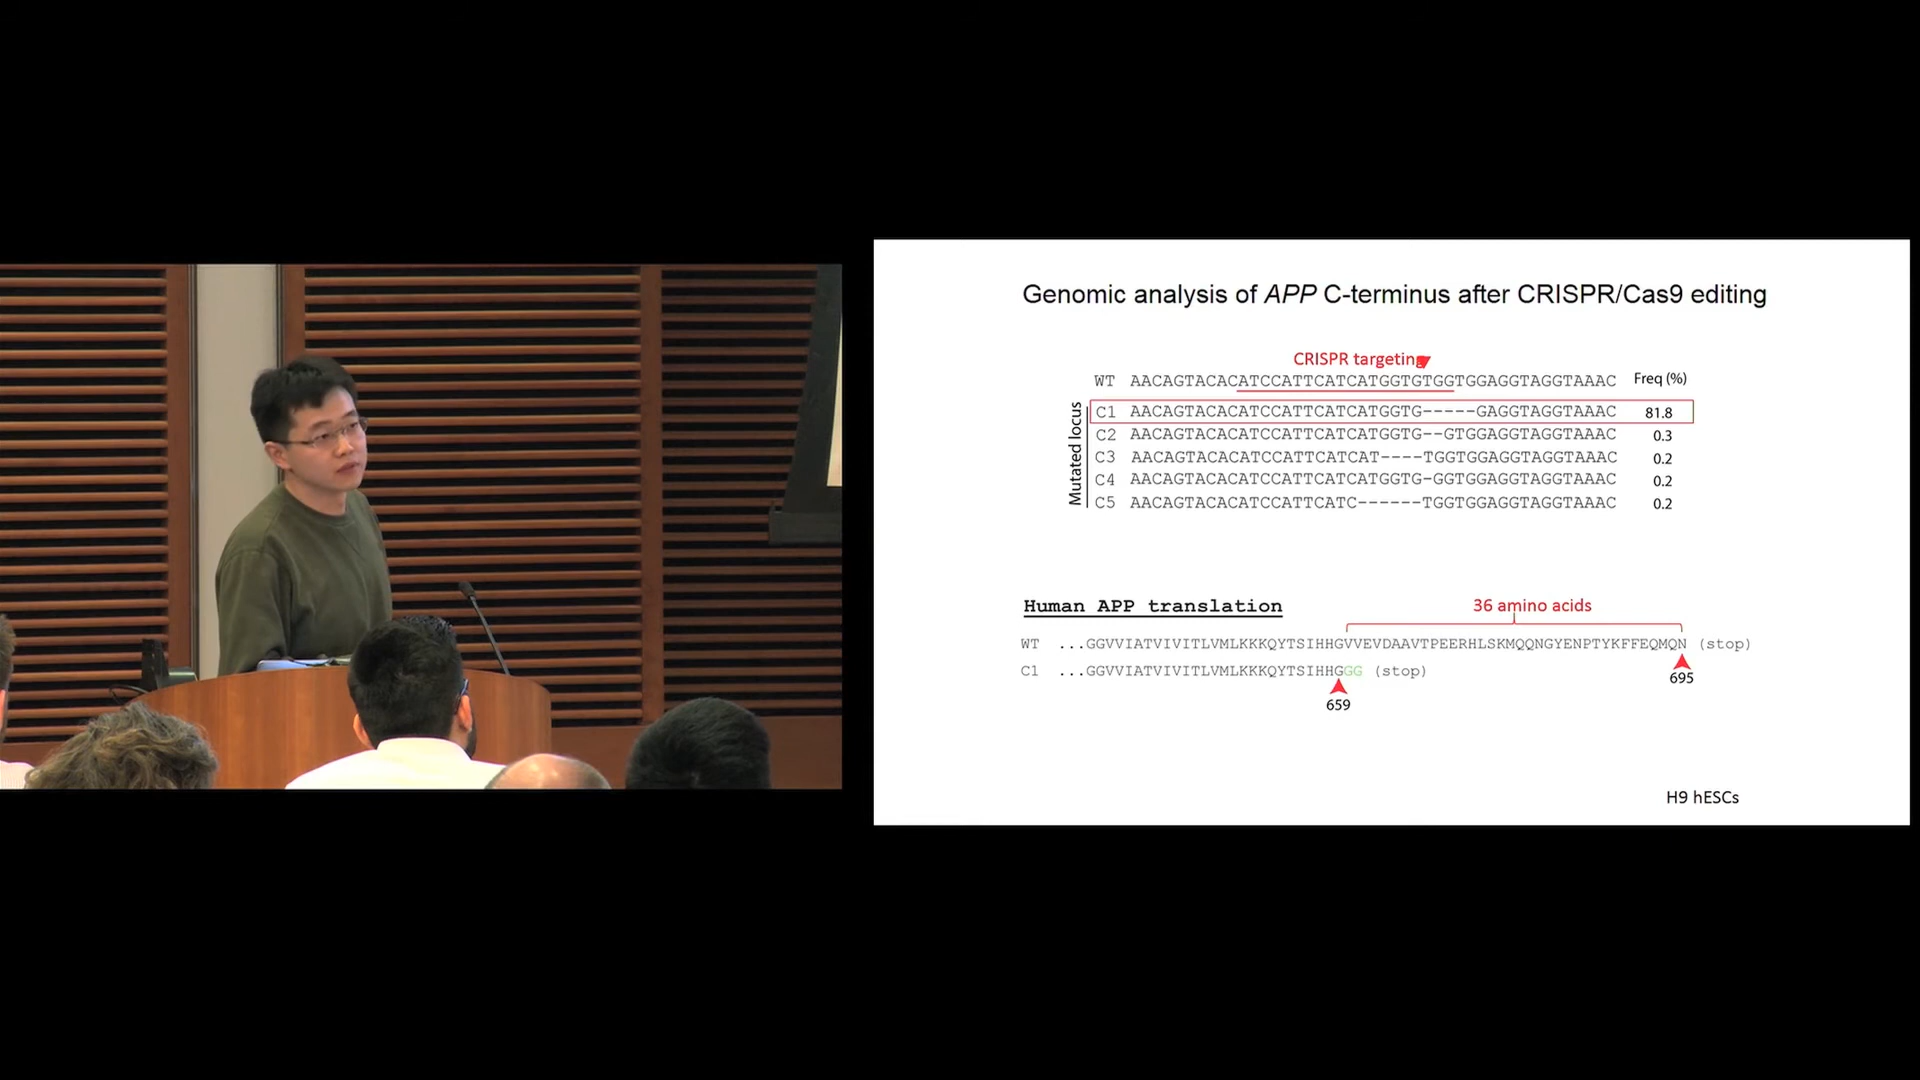 Genomic analysis of APP C-terminus after CRISPR/Cas9 editing
CRISPR targeting
WT AACAGTACACATCCATTCATCATGGTGTGGTGGAGGTAGGTAAAC Freq (%)
Mutated locus
C1 AACAGTACACATCCATTCATCATGGTG-----GAGGTAGGTAAAC 81.8
C2 AACAGTACACATCCATTCATCATGGTG--GTGGAGGTAGGTAAAC 0.3
C3 AACAGTACACATCCATTCATCAT----TGGTGGAGGTAGGTAAAC 0.2
C4 AACAGTACACATCCATTCATCATGGTG-GGTGGAGGTAGGTAAAC 0.2
C5 AACAGTACACATCCATTCATC------TGGTGGAGGTAGGTAAAC 0.2
Human APP translation
36 amino acids
WT ...GGVVIATVIVITLVMLKKKQYTSIHHGVVEVDAAVTPEERHLSKMQQNGYENPTYKFFEQMQN (stop)
C1 ...GGVVIATVIVITLVMLKKKQYTSIHHGGG (stop)
695
659
H9 hESCs